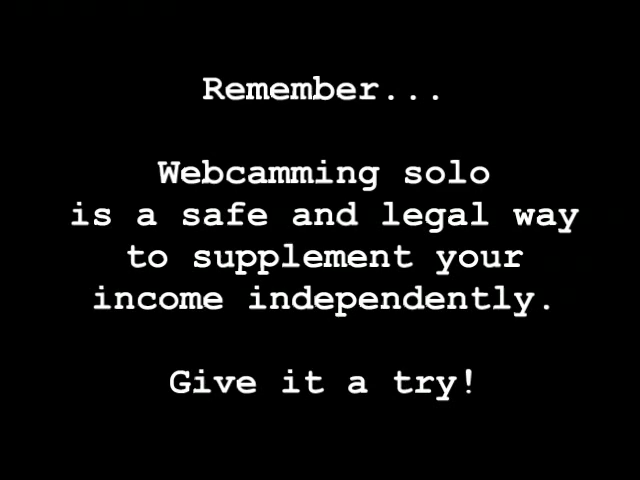 Remember...
Webcamming solo
is a safe and legal way
to supplement your
income independently.
Give it a try!